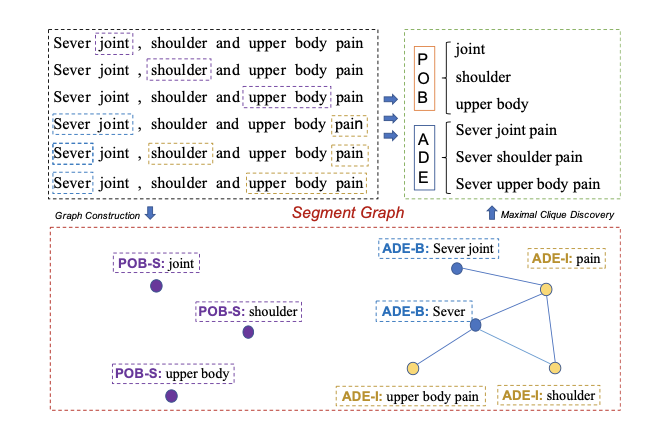 Sever joint , shoulder and upper body pain
Sever joint , shoulder and upper body pain
Sever joint , shoulder and upper body pain
Sever joint , shoulder and upper body pain
Sever joint , shoulder and upper body pain
Sever joint , shoulder and upper body pain
POB
joint
shoulder
upper body
ADE
Sever joint pain
Sever shoulder pain
Sever upper body pain
Graph Construction
Segment Graph
Maximal Clique Discovery
POB-S: joint
POB-S: shoulder
POB-S: upper body
ADE-B: Sever joint
ADE-I: pain
ADE-B: Sever
ADE-I: upper body pain
ADE-I: shoulder